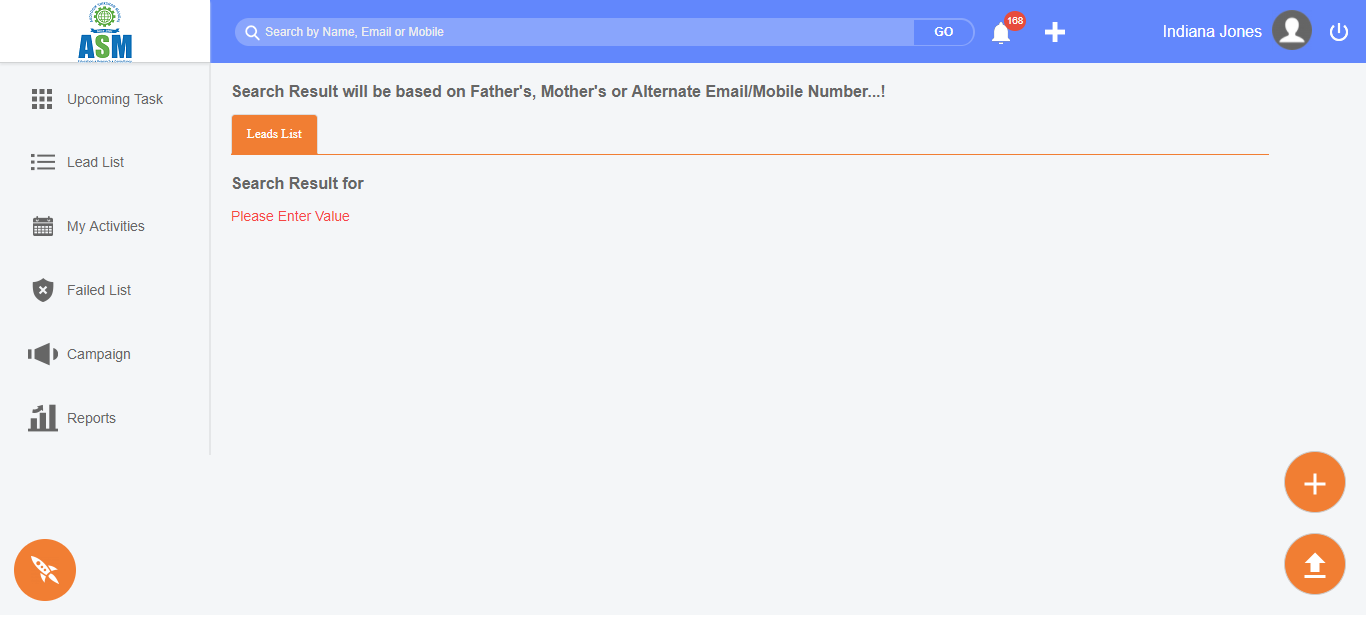 ASM
Search by Name, Email or Mobile
GO
168
Indiana Jones
Upcoming Task
Lead List
My Activities
Failed List
Campaign
Reports
Search Result will be based on Father's, Mother's or Alternate Email/Mobile Number...!
Leads List
Search Result for
Please Enter Value